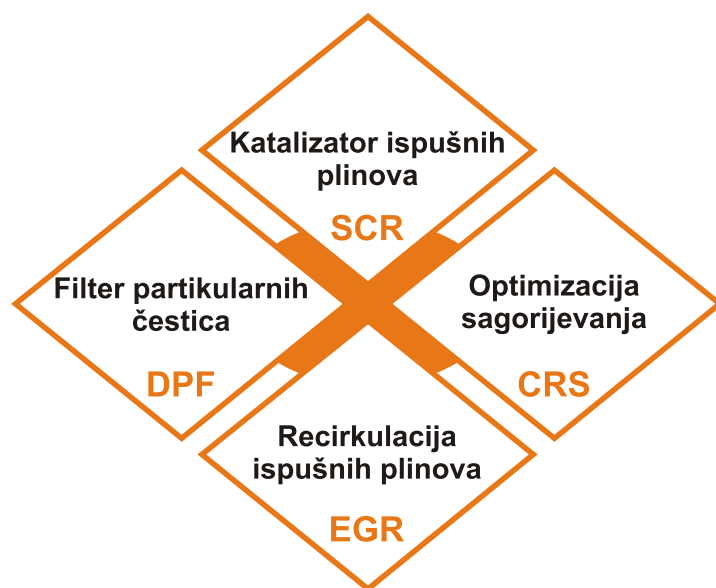 Katalizator ispušnih
plinova
SCR
Filter partikularnih
čestica
DPF
Optimizacija
sagorijevanja
CRS
Recirkulacija
ispušnih plinova
EGR